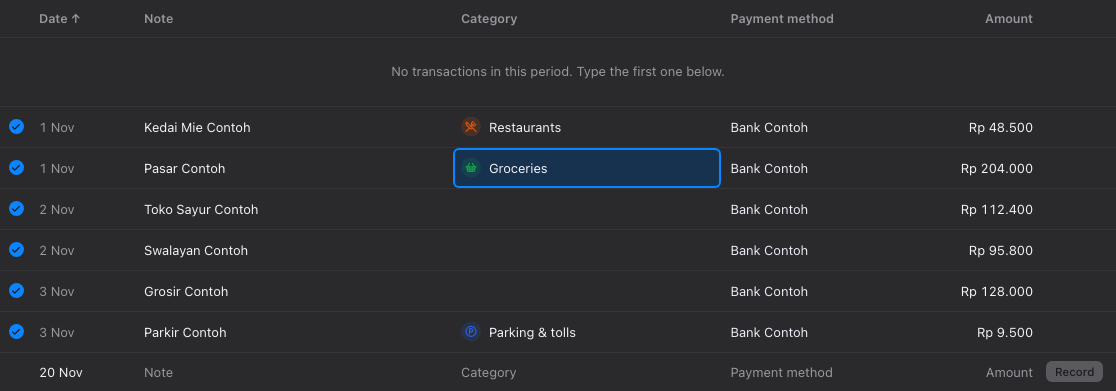 Date ↑ Note Category Payment method Amount
No transactions in this period. Type the first one below.
1 Nov Kedai Mie Contoh Restaurants Bank Contoh Rp 48.500
1 Nov Pasar Contoh Groceries Bank Contoh Rp 204.000
2 Nov Toko Sayur Contoh Bank Contoh Rp 112.400
2 Nov Swalayan Contoh Bank Contoh Rp 95.800
3 Nov Grosir Contoh Bank Contoh Rp 128.000
3 Nov Parkir Contoh Parking & tolls Bank Contoh Rp 9.500
20 Nov Note Category Payment method Amount Record